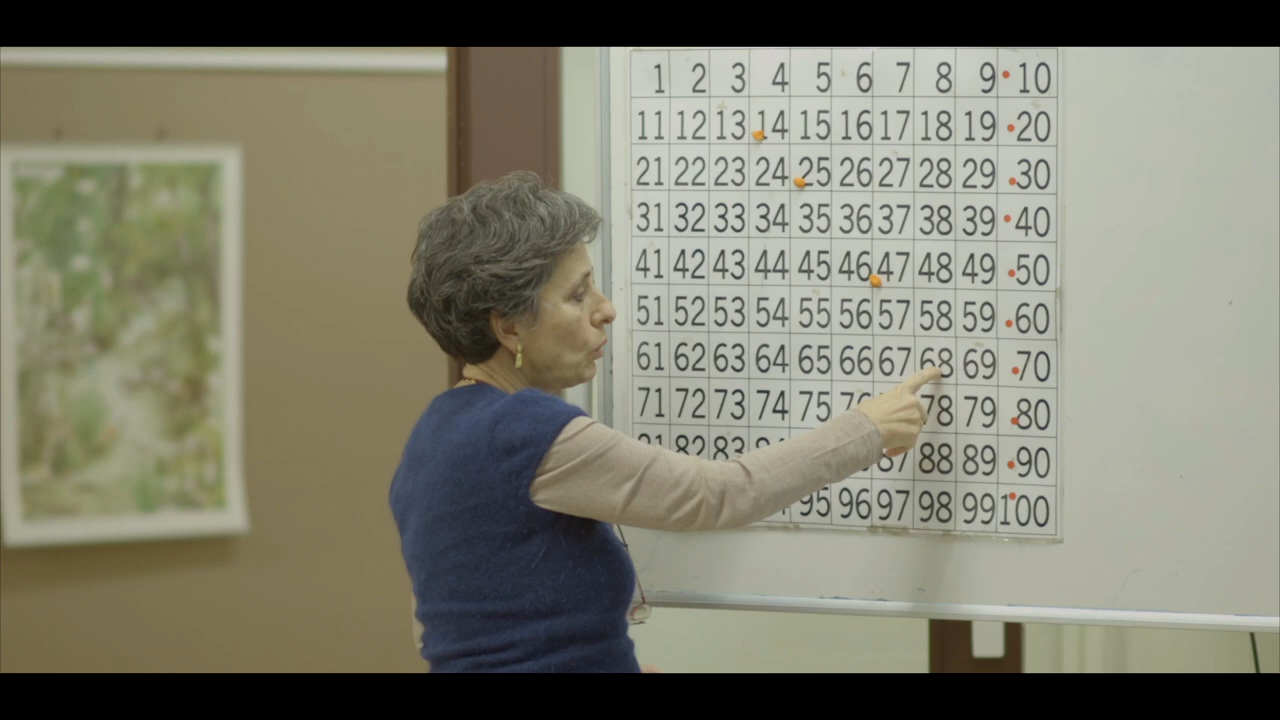 1 2 3 4 5 6 7 8 9 10
11 12 13 14 15 16 17 18 19 20
21 22 23 24 25 26 27 28 29 30
31 32 33 34 35 36 37 38 39 40
41 42 43 44 45 46 47 48 49 50
51 52 53 54 55 56 57 58 59 60
61 62 63 64 65 66 67 68 69 70
71 72 73 74 75 76 78 79 80
81 82 83 87 88 89 90
95 96 97 98 99 100